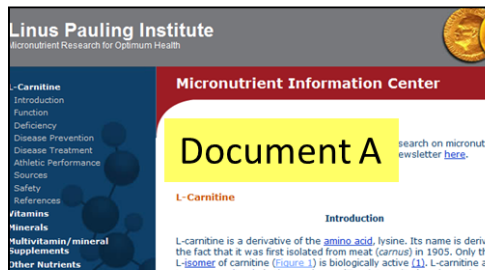 Linus Pauling Institute
Micronutrient Research for Optimum Health
L-Carnitine
Introduction
Function
Deficiency
Disease Prevention
Disease Treatment
Athletic Performance
Sources
Safety
References
Vitamins
Minerals
Multivitamin/mineral
Supplements
Other Nutrients
Micronutrient Information Center
Document A
search on micronut
ewsletter here.
L-Carnitine
Introduction
L-carnitine is a derivative of the amino acid, lysine. Its name is deriv
the fact that it was first isolated from meat (carnus) in 1905. Only th
L-isomer of carnitine (Figure 1) is biologically active (1). L-carnitine a